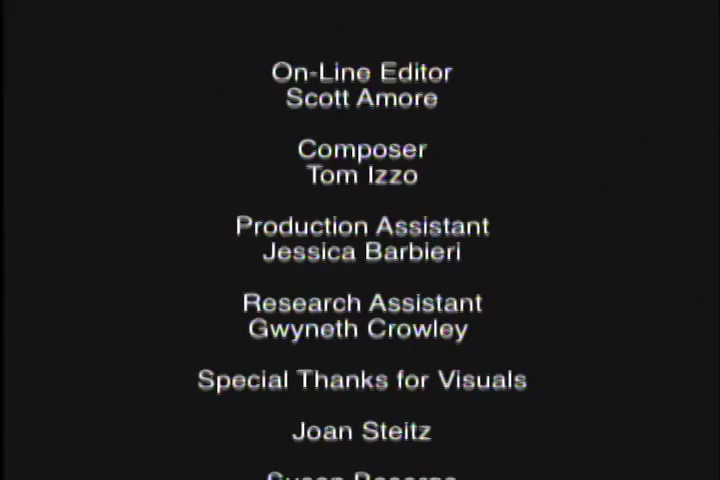 On-Line Editor
Scott Amore
Composer
Tom Izzo
Production Assistant
Jessica Barbieri
Research Assistant
Gwyneth Crowley
Special Thanks for Visuals
Joan Steitz
Susan